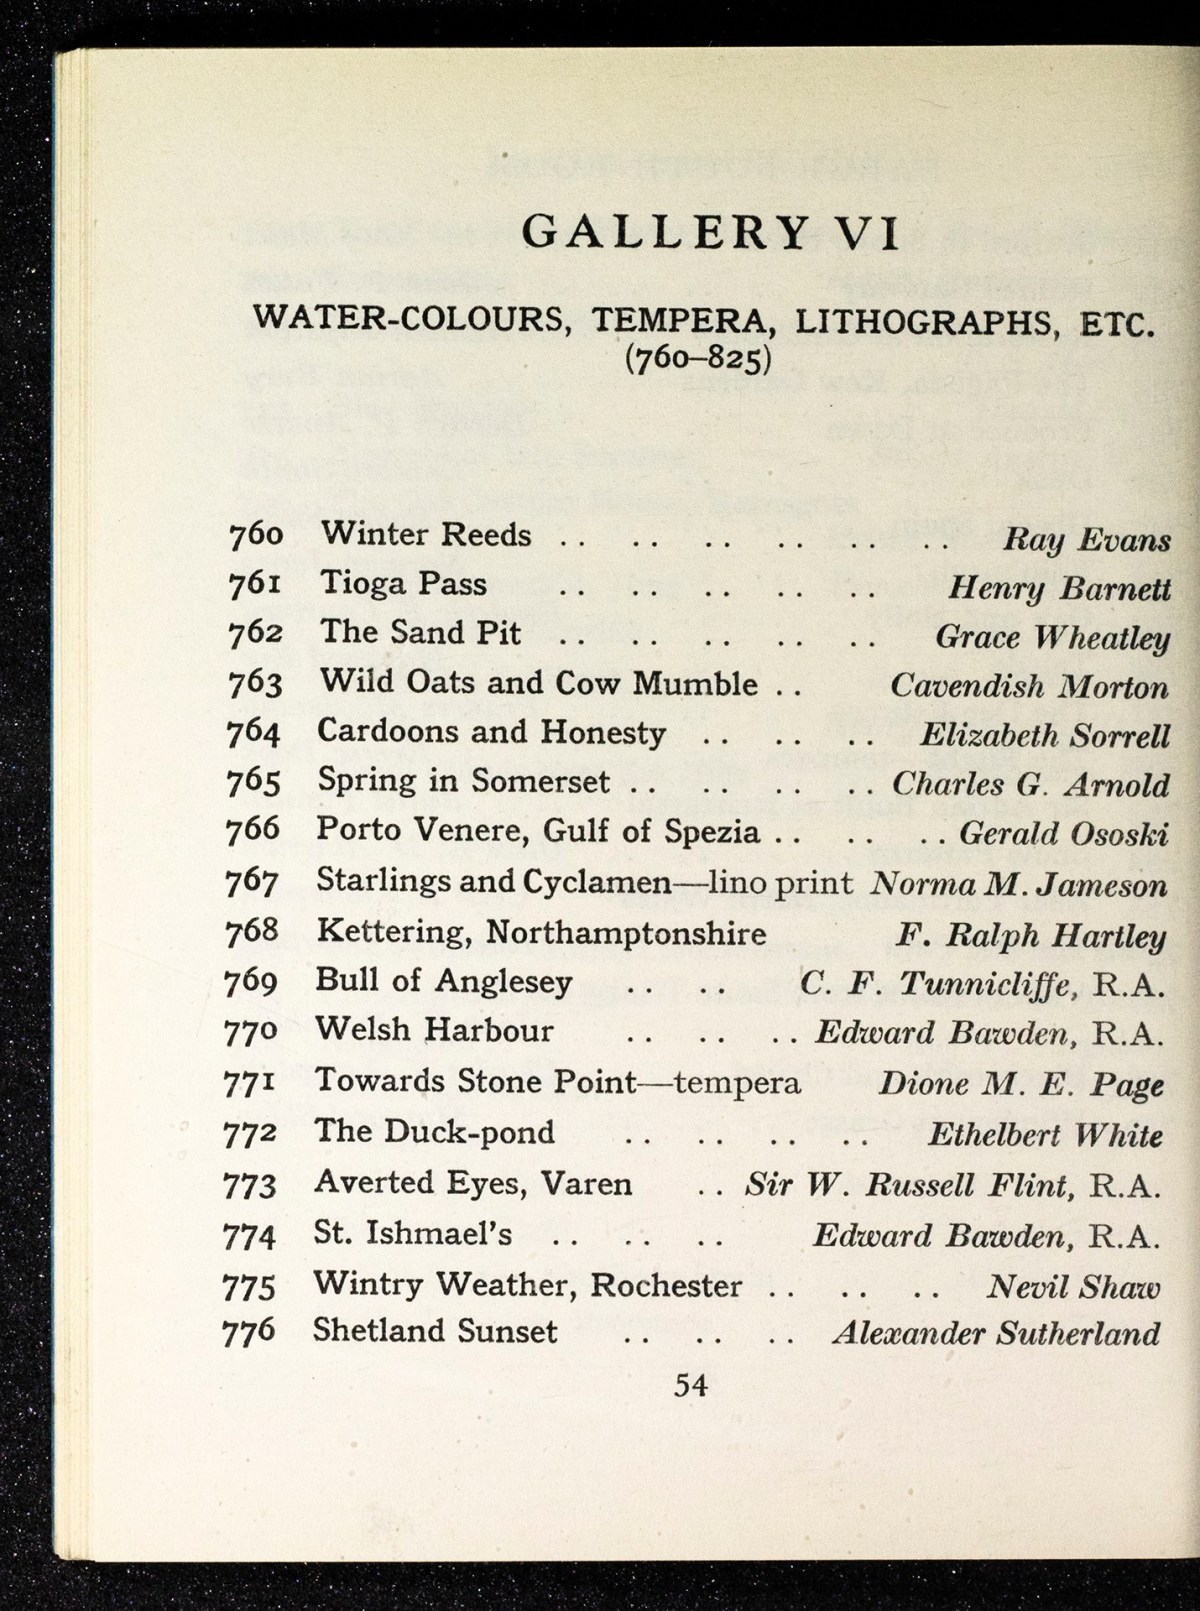 GALLERY VI
WATER-COLOURS, TEMPERA, LITHOGRAPHS, ETC.
(760–825)
760 Winter Reeds .. .. .. .. .. .. Ray Evans
761 Tioga Pass .. .. .. .. .. Henry Barnett
762 The Sand Pit .. .. .. .. .. Grace Wheatley
763 Wild Oats and Cow Mumble .. Cavendish Morton
764 Cardoons and Honesty .. .. .. Elizabeth Sorrell
765 Spring in Somerset .. .. .. .. Charles G. Arnold
766 Porto Venere, Gulf of Spezia .. .. .. Gerald Ososki
767 Starlings and Cyclamen—lino print Norma M. Jameson
768 Kettering, Northamptonshire F. Ralph Hartley
769 Bull of Anglesey .. .. C. F. Tunnicliffe, R.A.
770 Welsh Harbour .. .. .. Edward Bawden, R.A.
771 Towards Stone Point—tempera Dione M. E. Page
772 The Duck-pond .. .. .. .. Ethelbert White
773 Averted Eyes, Varen .. Sir W. Russell Flint, R.A.
774 St. Ishmael's .. .. .. Edward Bawden, R.A.
775 Wintry Weather, Rochester .. .. .. Nevil Shaw
776 Shetland Sunset .. .. .. Alexander Sutherland
54